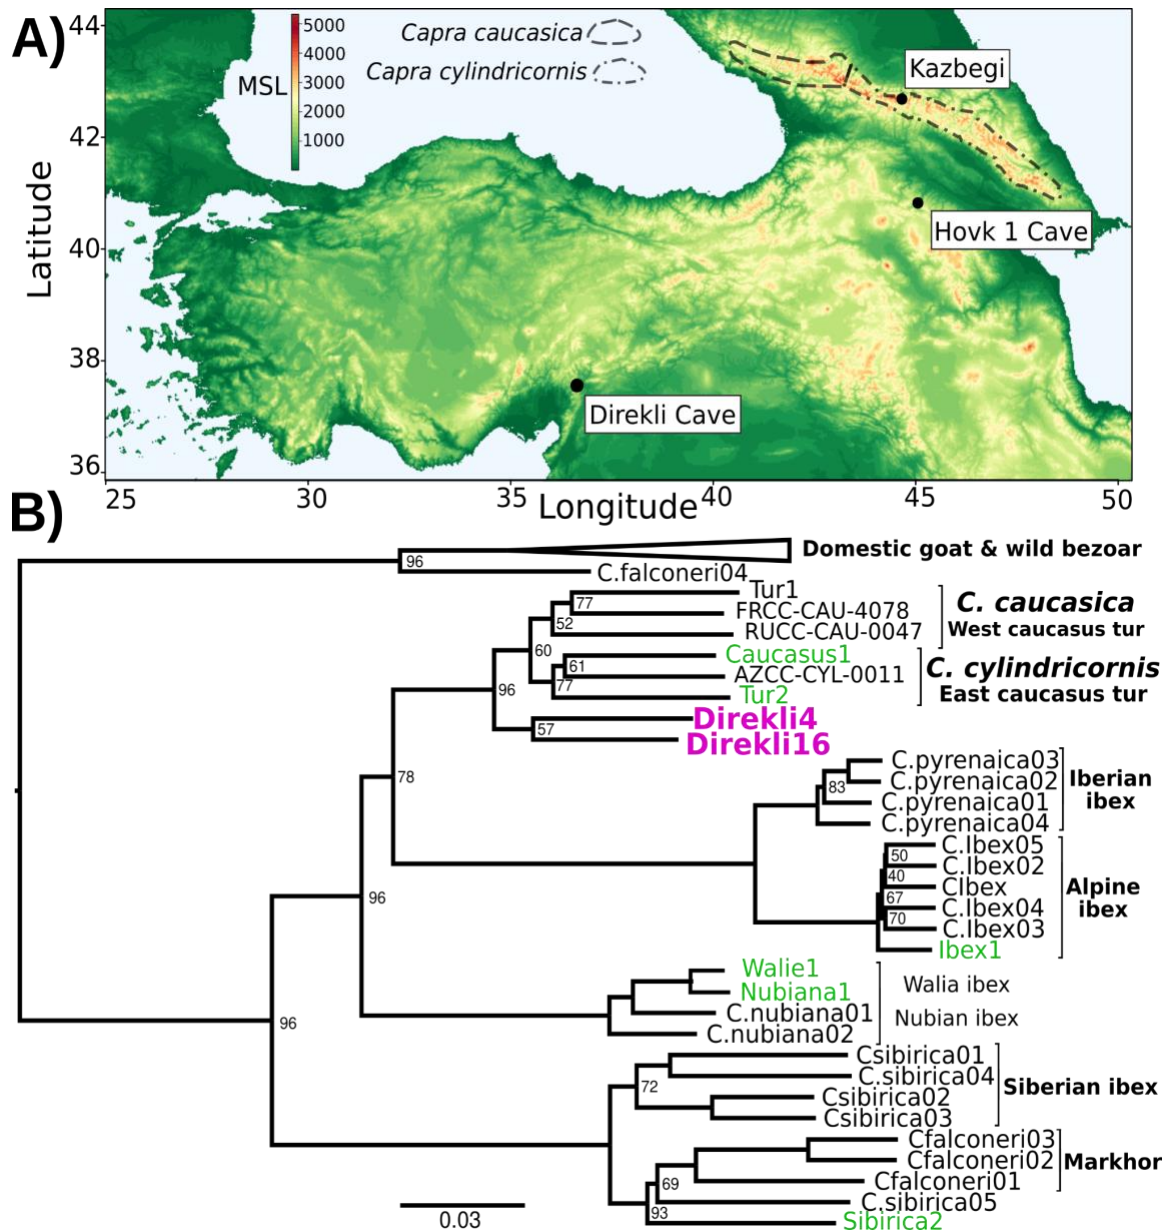 A)
44
42
40
38
36
Latitude
Capra caucasica
Capra cylindricornis
MSL
5000
4000
3000
2000
1000
Kazbegi
Hovk 1 Cave
Direkli Cave
25
30
35
40
45
50
Longitude
B)
96
Domestic goat & wild bezoar
C.falconeri04
Tur1
77
FRCC-CAU-4078
52
RUCC-CAU-0047
C. caucasica
West caucasus tur
60
Caucasus1
61
AZCC-CYL-0011
77
Tur2
C. cylindricornis
East caucasus tur
96
Direkli4
57
Direkli16
78
C.pyrenaica03
83
C.pyrenaica02
C.pyrenaica01
C.pyrenaica04
Iberian
ibex
C.Ibex05
50
C.Ibex02
40
CIbex
67
C.Ibex04
70
C.Ibex03
Ibex1
Alpine
ibex
96
Walie1
Nubiana1
C.nubiana01
C.nubiana02
Walia ibex
Nubian ibex
96
Csibirica01
72
C.sibirica04
Csibirica02
Csibirica03
Siberian ibex
Cfalconeri03
Cfalconeri02
69
Cfalconeri01
Markhor
93
C.sibirica05
Sibirica2
0.03